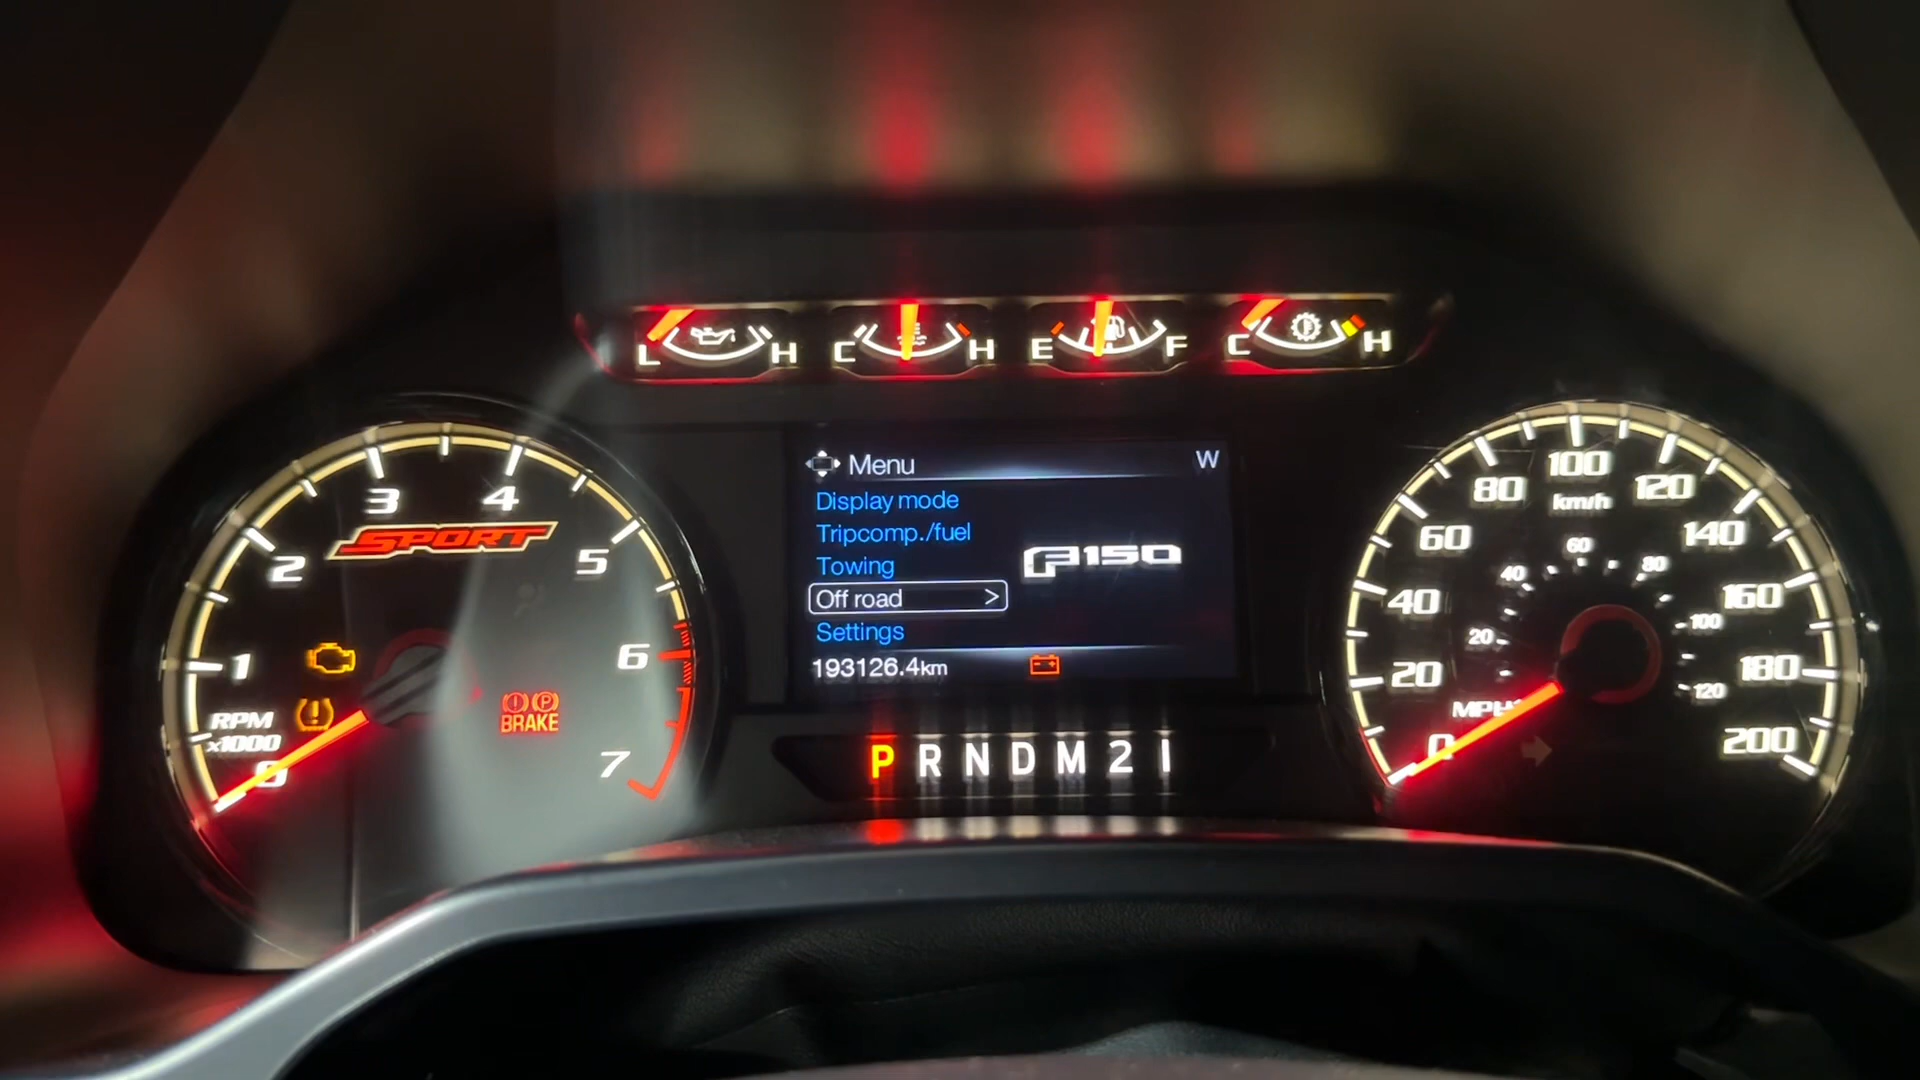 L H C H E F C H
Menu W
Display mode
Tripcomp./fuel
Towing
Off road >
Settings
193126.4km
F150
P R N D M 2 1
SPORT
0 1 2 3 4 5 6 7
RPM
x1000
P
BRAKE
0 20 40 60 80 100 120 140 160 180 200
km/h
20 40 60 80 100 120
MPH